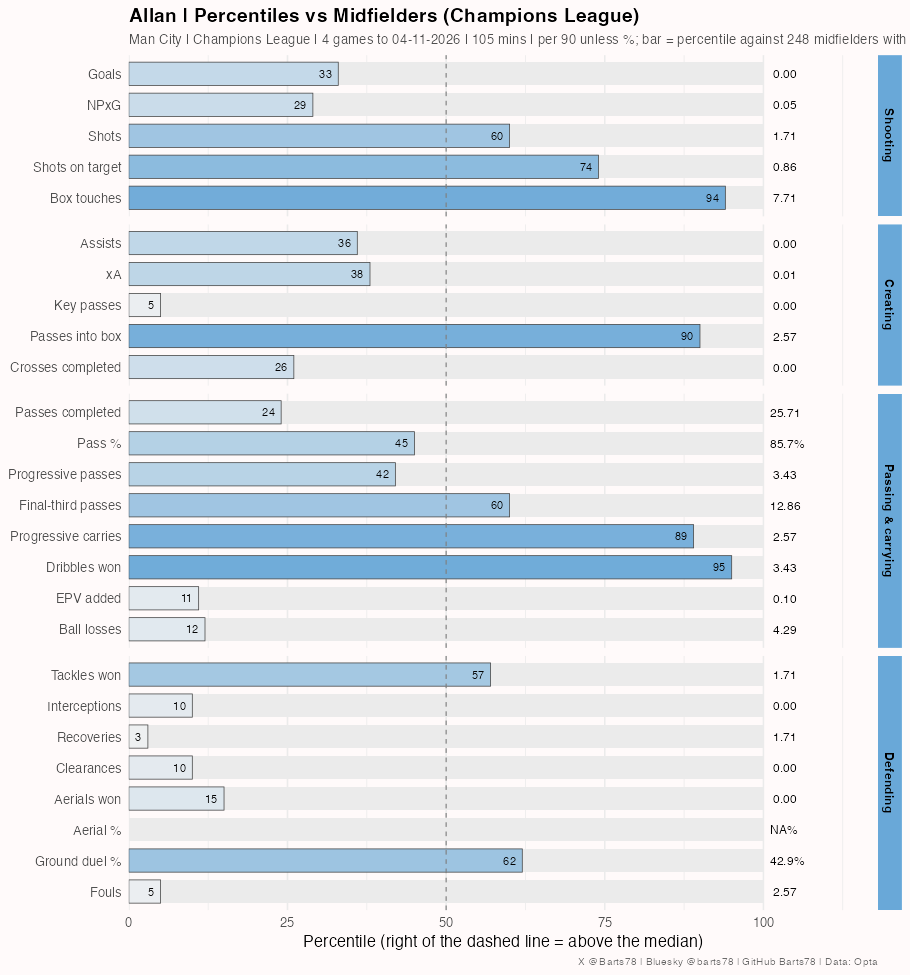 Allan | Percentiles vs Midfielders (Champions League)
Man City | Champions League | 4 games to 04-11-2026 | 105 mins | per 90 unless %; bar = percentile against 248 midfielders with
Goals 33 0.00
NPxG 29 0.05
Shots 60 1.71
Shots on target 74 0.86
Box touches 94 7.71
Shooting
Assists 36 0.00
xA 38 0.01
Key passes 5 0.00
Passes into box 90 2.57
Crosses completed 26 0.00
Creating
Passes completed 24 25.71
Pass % 45 85.7%
Progressive passes 42 3.43
Final-third passes 60 12.86
Progressive carries 89 2.57
Dribbles won 95 3.43
EPV added 11 0.10
Ball losses 12 4.29
Passing & carrying
Tackles won 57 1.71
Interceptions 10 0.00
Recoveries 3 1.71
Clearances 10 0.00
Aerials won 15 0.00
Aerial % NA%
Ground duel % 62 42.9%
Fouls 5 2.57
Defending
0 25 50 75 100
Percentile (right of the dashed line = above the median)
X @Barts78 | Bluesky @barts78 | GitHub Barts78 | Data: Opta